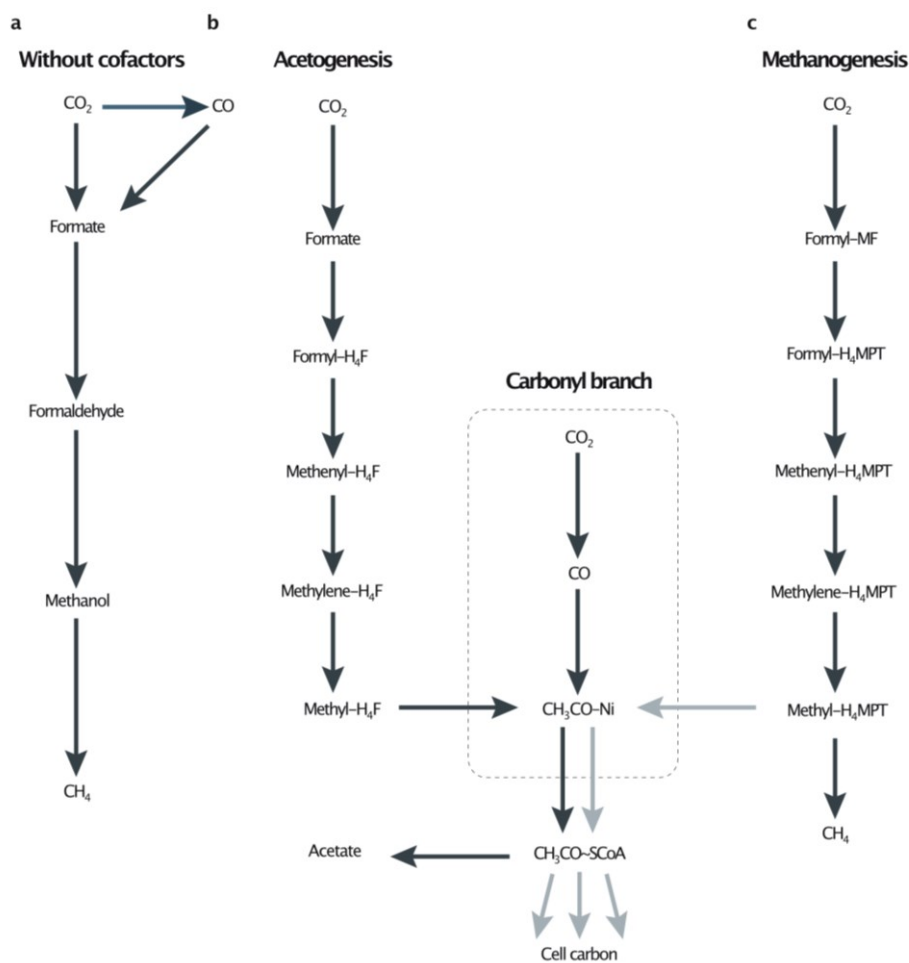 a
Without cofactors
CO₂
CO
Formate
Formaldehyde
Methanol
CH₄
b
Acetogenesis
CO₂
Formate
Formyl–H₄F
Methenyl–H₄F
Methylene–H₄F
Methyl–H₄F
Carbonyl branch
CO₂
CO
CH₃CO–Ni
CH₃CO~SCoA
Acetate
Cell carbon
c
Methanogenesis
CO₂
Formyl–MF
Formyl–H₄MPT
Methenyl–H₄MPT
Methylene–H₄MPT
Methyl–H₄MPT
CH₄